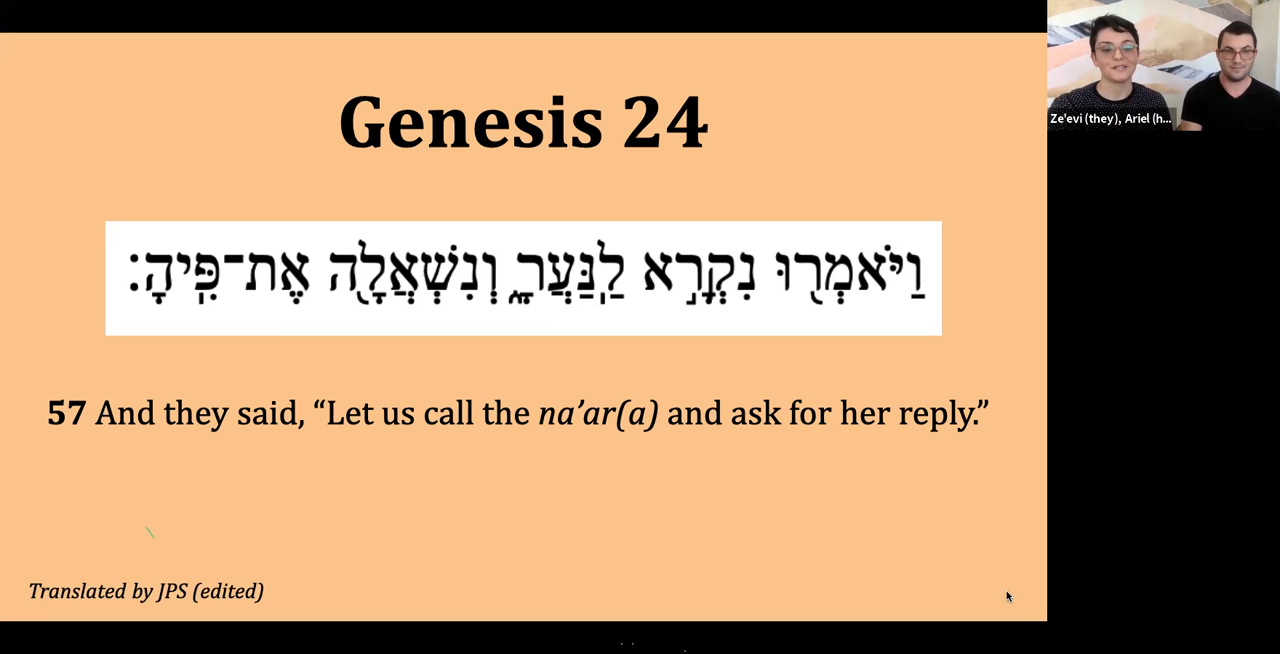 Genesis 24
וַיֹּאמְר֖וּ נִקְרָ֣א לַֽנַּעֲרָ֑ וְנִשְׁאֲלָ֖ה אֶת־פִּֽיהָ׃
57 And they said, “Let us call the na’ar(a) and ask for her reply.”
Translated by JPS (edited)
Ze'evi (they), Ariel (h...